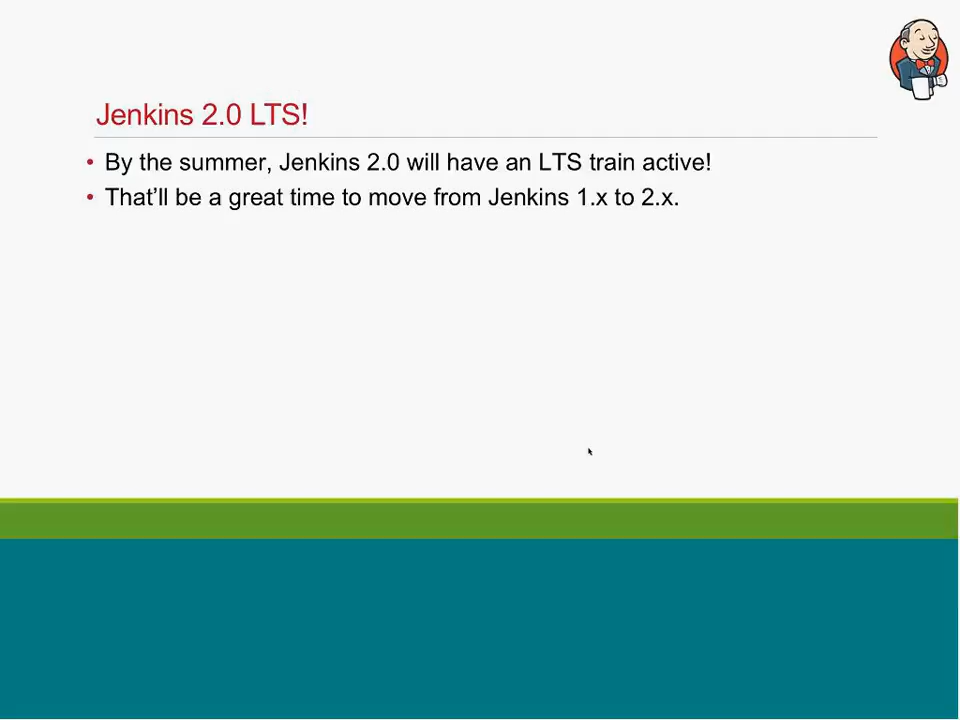 Jenkins 2.0 LTS!
• By the summer, Jenkins 2.0 will have an LTS train active!
• That’ll be a great time to move from Jenkins 1.x to 2.x.